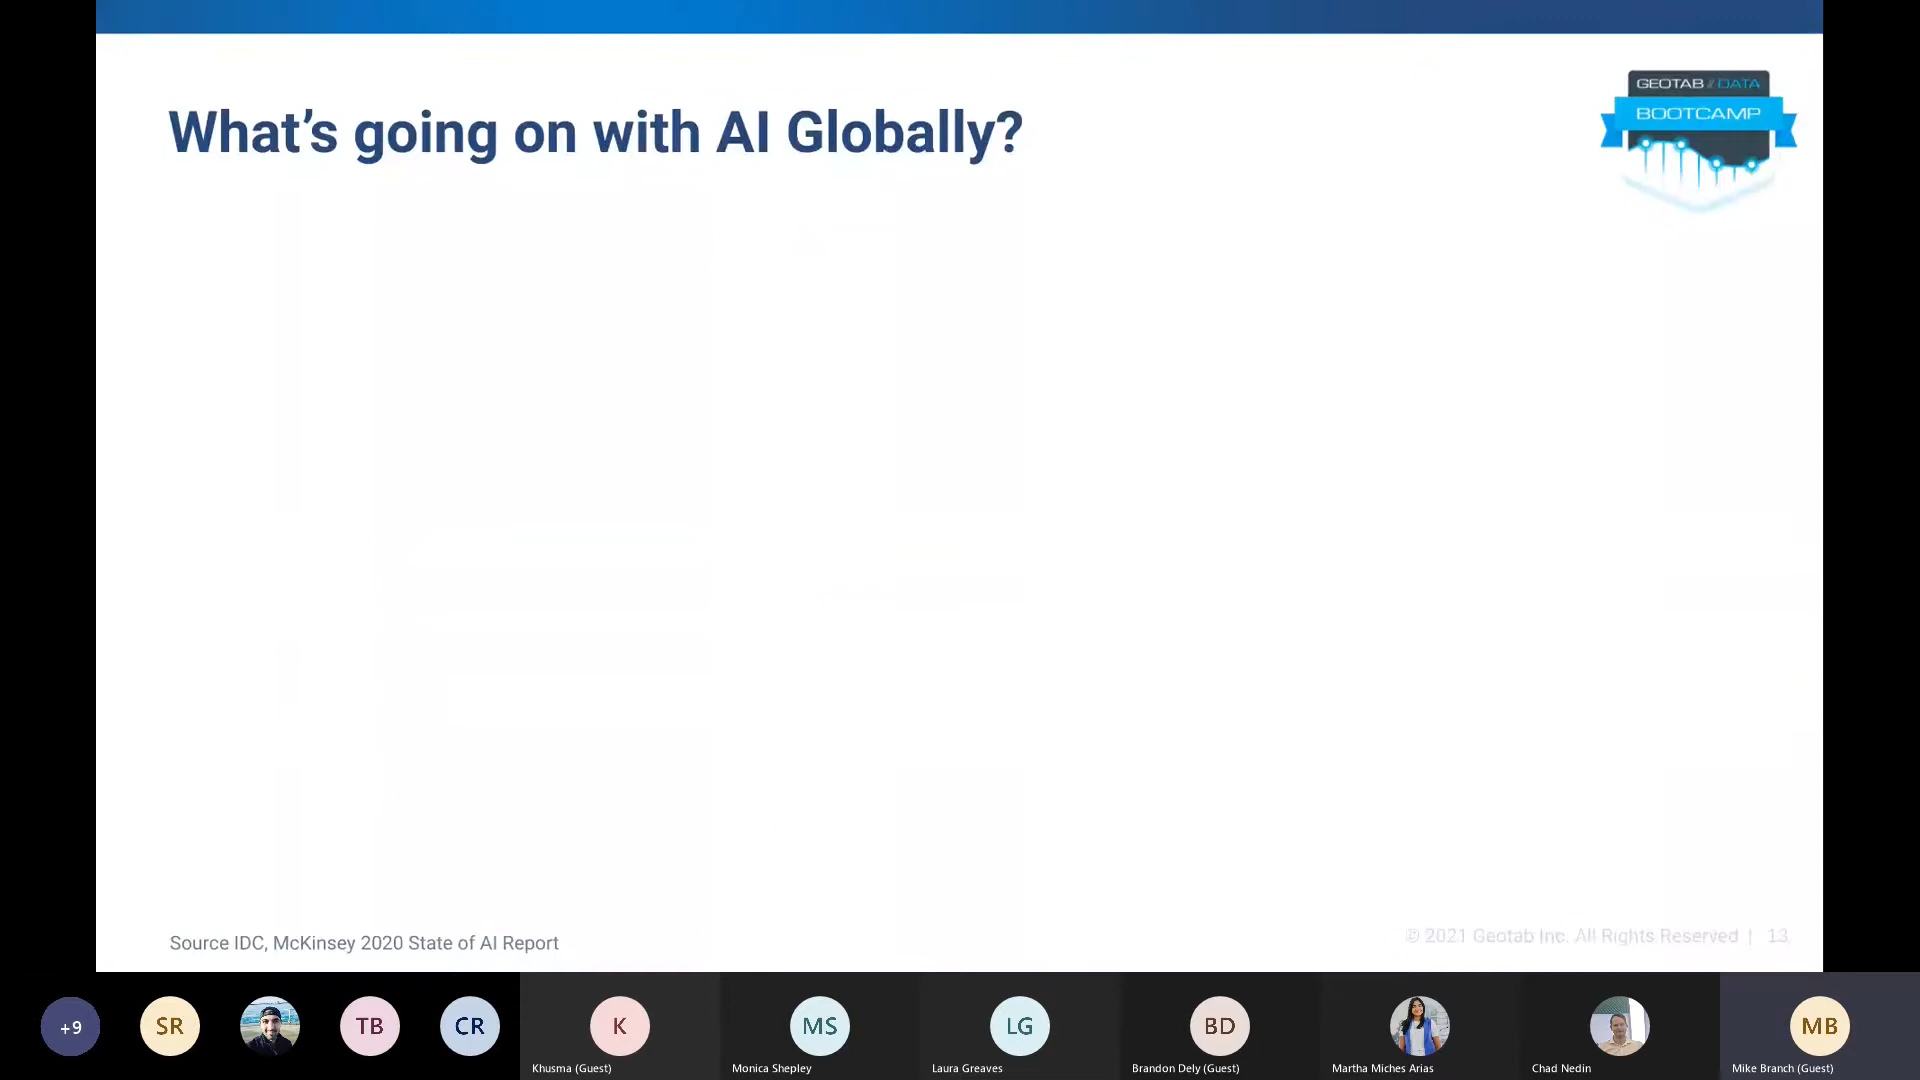 What's going on with AI Globally?
GEOTAB // DATA
BOOTCAMP
Source IDC, McKinsey 2020 State of AI Report
© 2021 Geotab Inc. All Rights Reserved | 13
+9
SR
TB
CR
K
MS
LG
BD
MB
Khusma (Guest)
Monica Shepley
Laura Greaves
Brandon Dely (Guest)
Martha Miches Arias
Chad Nedin
Mike Branch (Guest)